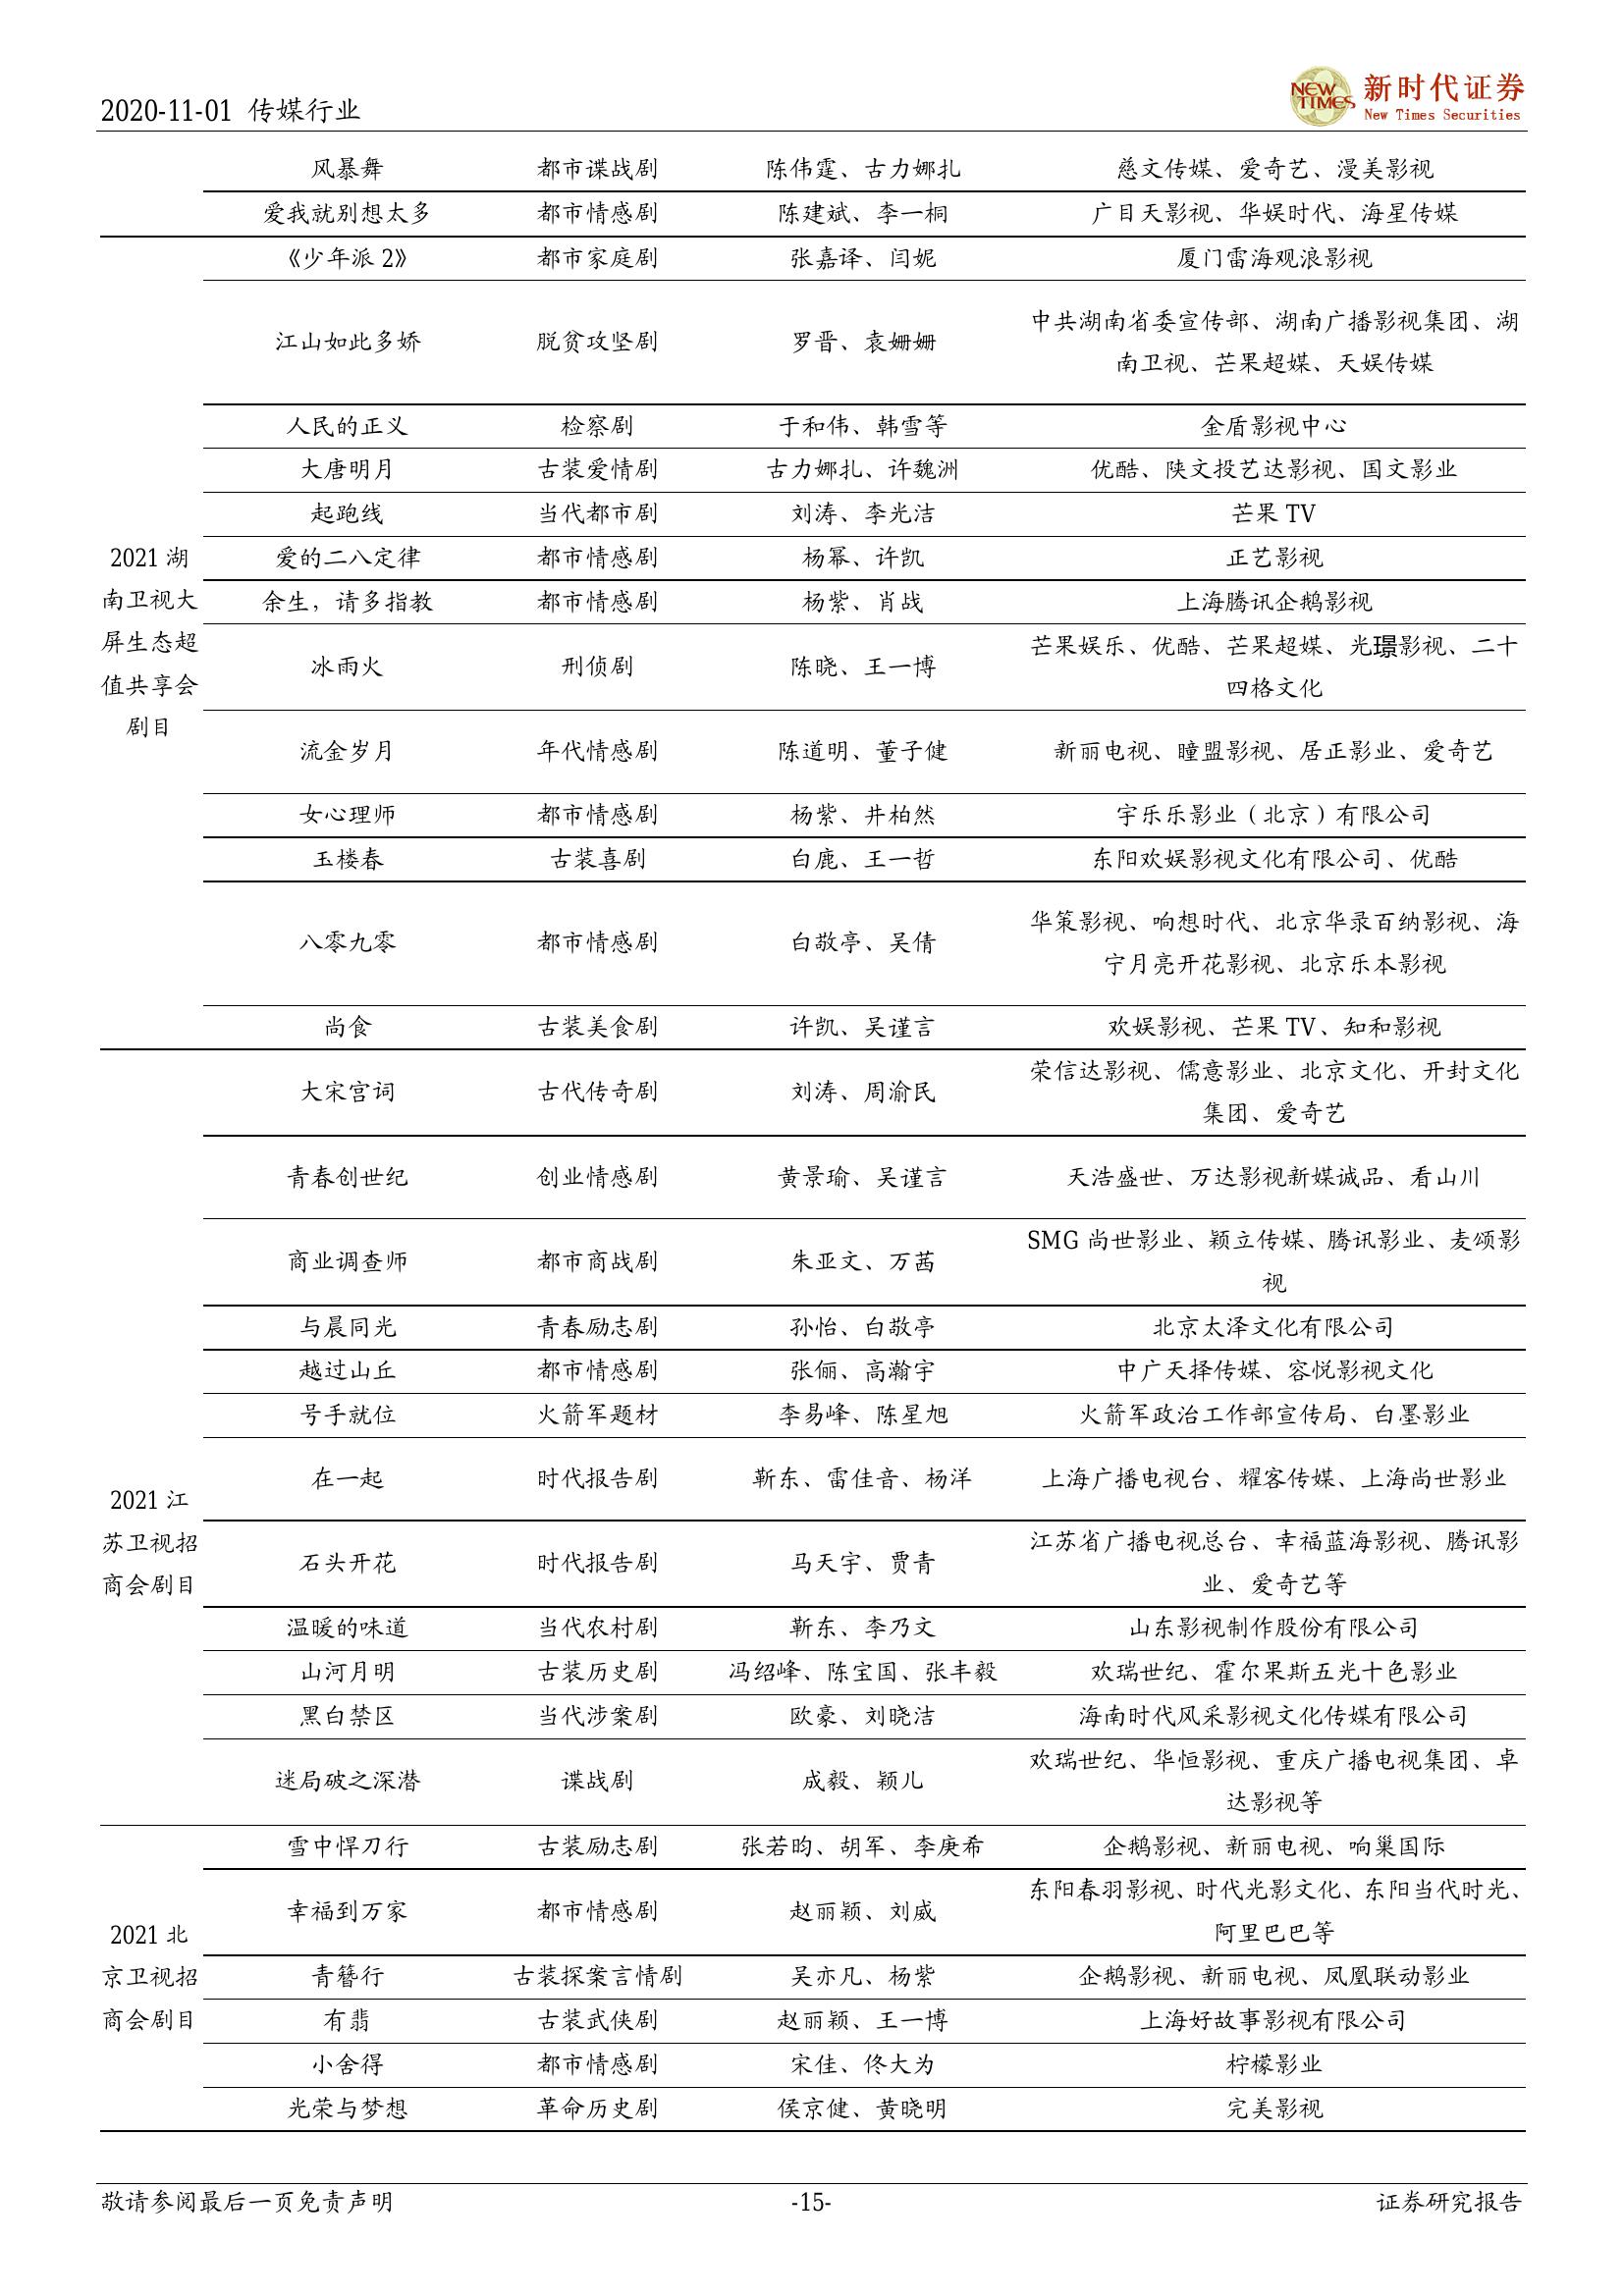 2020-11-01 传媒行业
NEW TIMES 新时代证券
New Times Securities
风暴舞 都市谍战剧 陈伟霆、古力娜扎 慈文传媒、爱奇艺、漫美影视
爱我就别想太多 都市情感剧 陈建斌、李一桐 广目天影视、华娱时代、海星传媒
2021 湖
南卫视大
屏生态超
值共享会
剧目
《少年派 2》 都市家庭剧 张嘉译、闫妮 厦门雷海观浪影视
江山如此多娇 脱贫攻坚剧 罗晋、袁姗姗 中共湖南省委宣传部、湖南广播影视集团、湖
南卫视、芒果超媒、天娱传媒
人民的正义 检察剧 于和伟、韩雪等 金盾影视中心
大唐明月 古装爱情剧 古力娜扎、许魏洲 优酷、陕文投艺达影视、国文影业
起跑线 当代都市剧 刘涛、李光洁 芒果 TV
爱的二八定律 都市情感剧 杨幂、许凯 正艺影视
余生，请多指教 都市情感剧 杨紫、肖战 上海腾讯企鹅影视
冰雨火 刑侦剧 陈晓、王一博 芒果娱乐、优酷、芒果超媒、光璟影视、二十
四格文化
流金岁月 年代情感剧 陈道明、董子健 新丽电视、瞳盟影视、居正影业、爱奇艺
女心理师 都市情感剧 杨紫、井柏然 宇乐乐影业（北京）有限公司
玉楼春 古装喜剧 白鹿、王一哲 东阳欢娱影视文化有限公司、优酷
八零九零 都市情感剧 白敬亭、吴倩 华策影视、响想时代、北京华录百纳影视、海
宁月亮开花影视、北京乐本影视
尚食 古装美食剧 许凯、吴谨言 欢娱影视、芒果 TV、知和影视
2021 江
苏卫视招
商会剧目
大宋宫词 古代传奇剧 刘涛、周渝民 荣信达影视、儒意影业、北京文化、开封文化
集团、爱奇艺
青春创世纪 创业情感剧 黄景瑜、吴谨言 天浩盛世、万达影视新媒诚品、看山川
商业调查师 都市商战剧 朱亚文、万茜 SMG 尚世影业、颖立传媒、腾讯影业、麦颂影
视
与晨同光 青春励志剧 孙怡、白敬亭 北京太泽文化有限公司
越过山丘 都市情感剧 张俪、高瀚宇 中广天择传媒、容悦影视文化
号手就位 火箭军题材 李易峰、陈星旭 火箭军政治工作部宣传局、白墨影业
在一起 时代报告剧 靳东、雷佳音、杨洋 上海广播电视台、耀客传媒、上海尚世影业
石头开花 时代报告剧 马天宇、贾青 江苏省广播电视总台、幸福蓝海影视、腾讯影
业、爱奇艺等
温暖的味道 当代农村剧 靳东、李乃文 山东影视制作股份有限公司
山河月明 古装历史剧 冯绍峰、陈宝国、张丰毅 欢瑞世纪、霍尔果斯五光十色影业
黑白禁区 当代涉案剧 欧豪、刘晓洁 海南时代风采影视文化传媒有限公司
迷局破之深潜 谍战剧 成毅、颖儿 欢瑞世纪、华恒影视、重庆广播电视集团、卓
达影视等
2021 北
京卫视招
商会剧目
雪中悍刀行 古装励志剧 张若昀、胡军、李庚希 企鹅影视、新丽电视、响巢国际
幸福到万家 都市情感剧 赵丽颖、刘威 东阳春羽影视、时代光影文化、东阳当代时光、
阿里巴巴等
青簪行 古装探案言情剧 吴亦凡、杨紫 企鹅影视、新丽电视、凤凰联动影业
有翡 古装武侠剧 赵丽颖、王一博 上海好故事影视有限公司
小舍得 都市情感剧 宋佳、佟大为 柠檬影业
光荣与梦想 革命历史剧 侯京健、黄晓明 完美影视
敬请参阅最后一页免责声明 -15- 证券研究报告